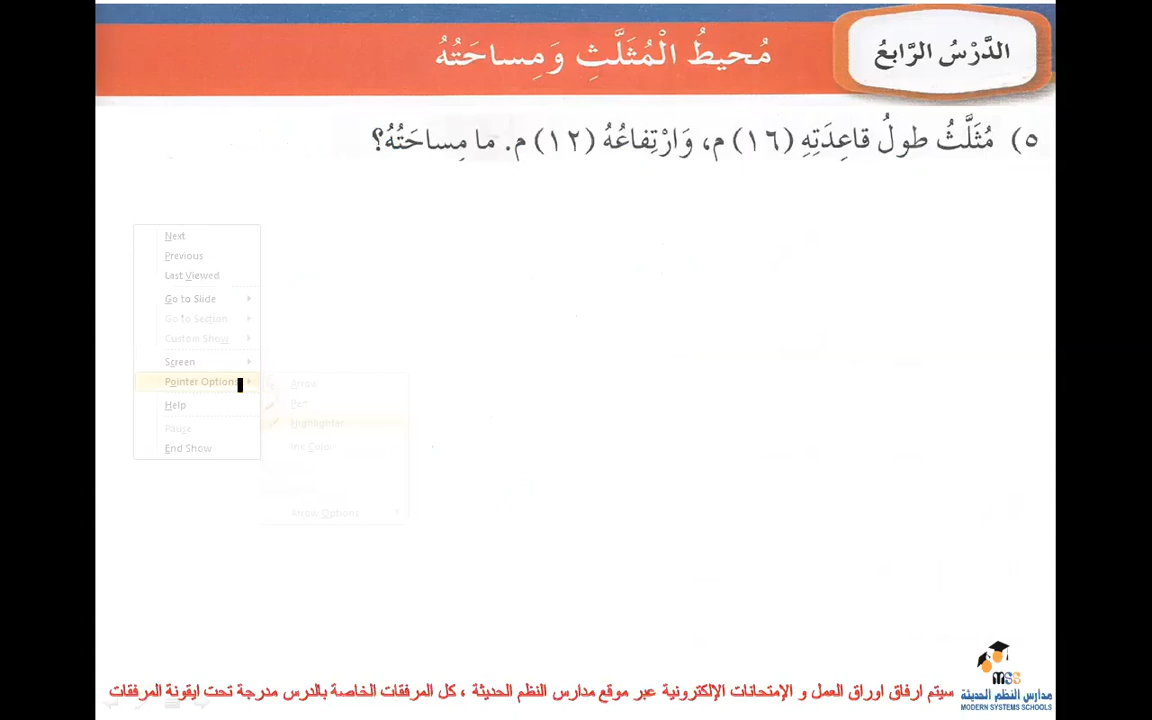 الدَّرْسُ الرَّابِعُ
مُحيطُ الْمُثَلَّثِ وَمِساحَتُهُ
٥) مُثَلَّثُ طولُ قاعِدَتِهِ (١٦) م، وَارْتِفاعُهُ (١٢) م. ما مِساحَتُهُ؟
Next
Previous
Last Viewed
Go to Slide
Go to Section
Custom Show
Screen
Pointer Options
Help
Pause
End Show
Arrow
Pen
Highlighter
Ink Color
Arrow Options
سيتم ارفاق اوراق العمل و الإمتحانات الإلكترونية عبر موقع مدارس النظم الحديثة ، كل المرفقات الخاصة بالدرس مدرجة تحت ايقونة المرفقات
MSS
مدارس النظم الحديثة
MODERN SYSTEMS SCHOOLS